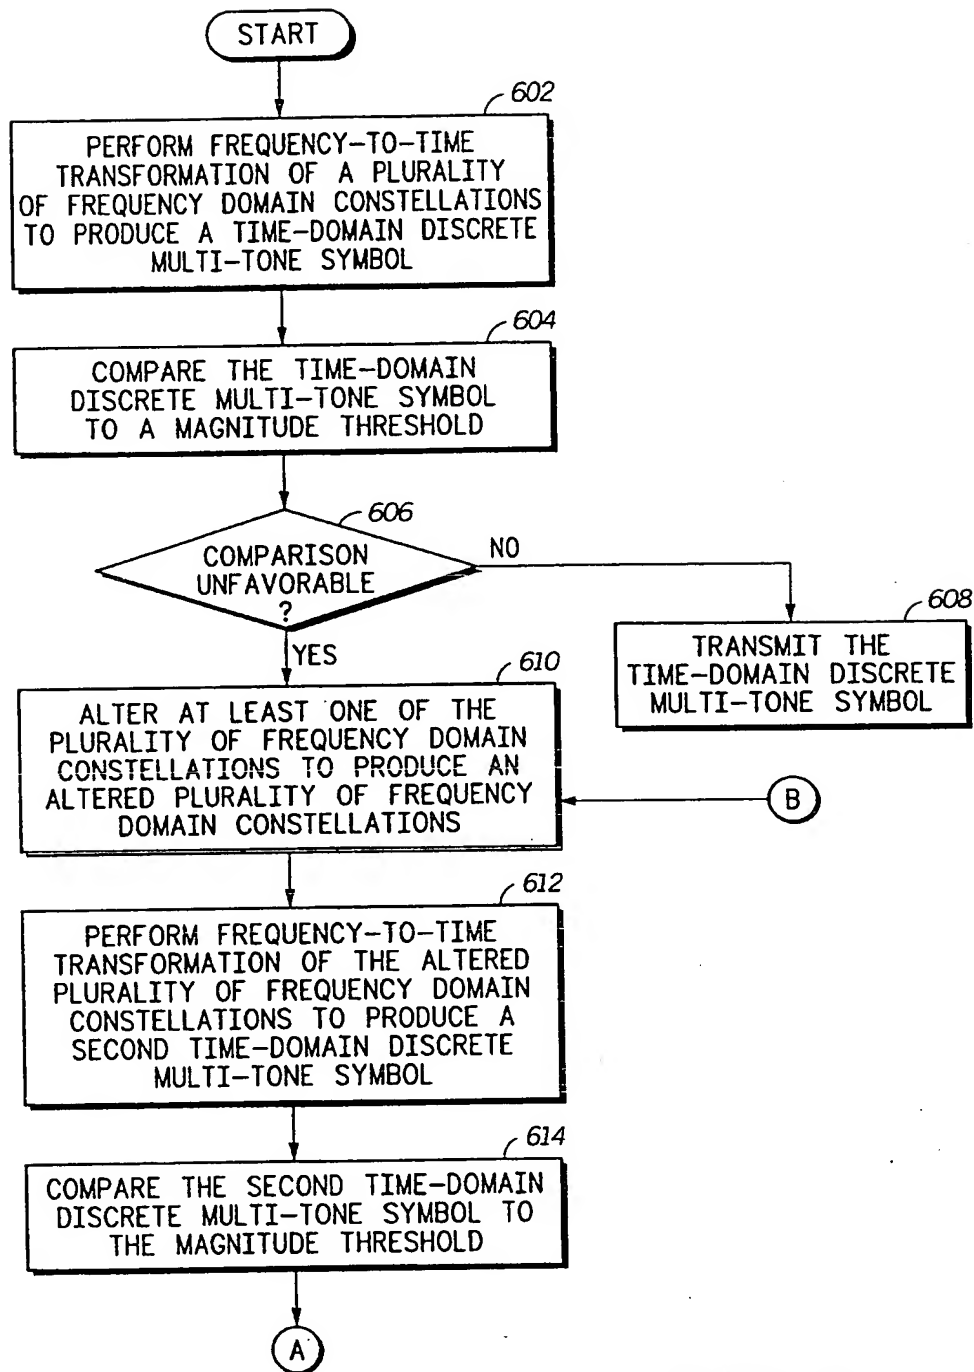 START
602
PERFORM FREQUENCY-TO-TIME
TRANSFORMATION OF A PLURALITY
OF FREQUENCY DOMAIN CONSTELLATIONS
TO PRODUCE A TIME-DOMAIN DISCRETE
MULTI-TONE SYMBOL
604
COMPARE THE TIME-DOMAIN
DISCRETE MULTI-TONE SYMBOL
TO A MAGNITUDE THRESHOLD
606
COMPARISON
UNFAVORABLE
?
NO
YES
608
TRANSMIT THE
TIME-DOMAIN DISCRETE
MULTI-TONE SYMBOL
610
ALTER AT LEAST ONE OF THE
PLURALITY OF FREQUENCY DOMAIN
CONSTELLATIONS TO PRODUCE AN
ALTERED PLURALITY OF FREQUENCY
DOMAIN CONSTELLATIONS
B
612
PERFORM FREQUENCY-TO-TIME
TRANSFORMATION OF THE ALTERED
PLURALITY OF FREQUENCY DOMAIN
CONSTELLATIONS TO PRODUCE A
SECOND TIME-DOMAIN DISCRETE
MULTI-TONE SYMBOL
614
COMPARE THE SECOND TIME-DOMAIN
DISCRETE MULTI-TONE SYMBOL TO
THE MAGNITUDE THRESHOLD
A